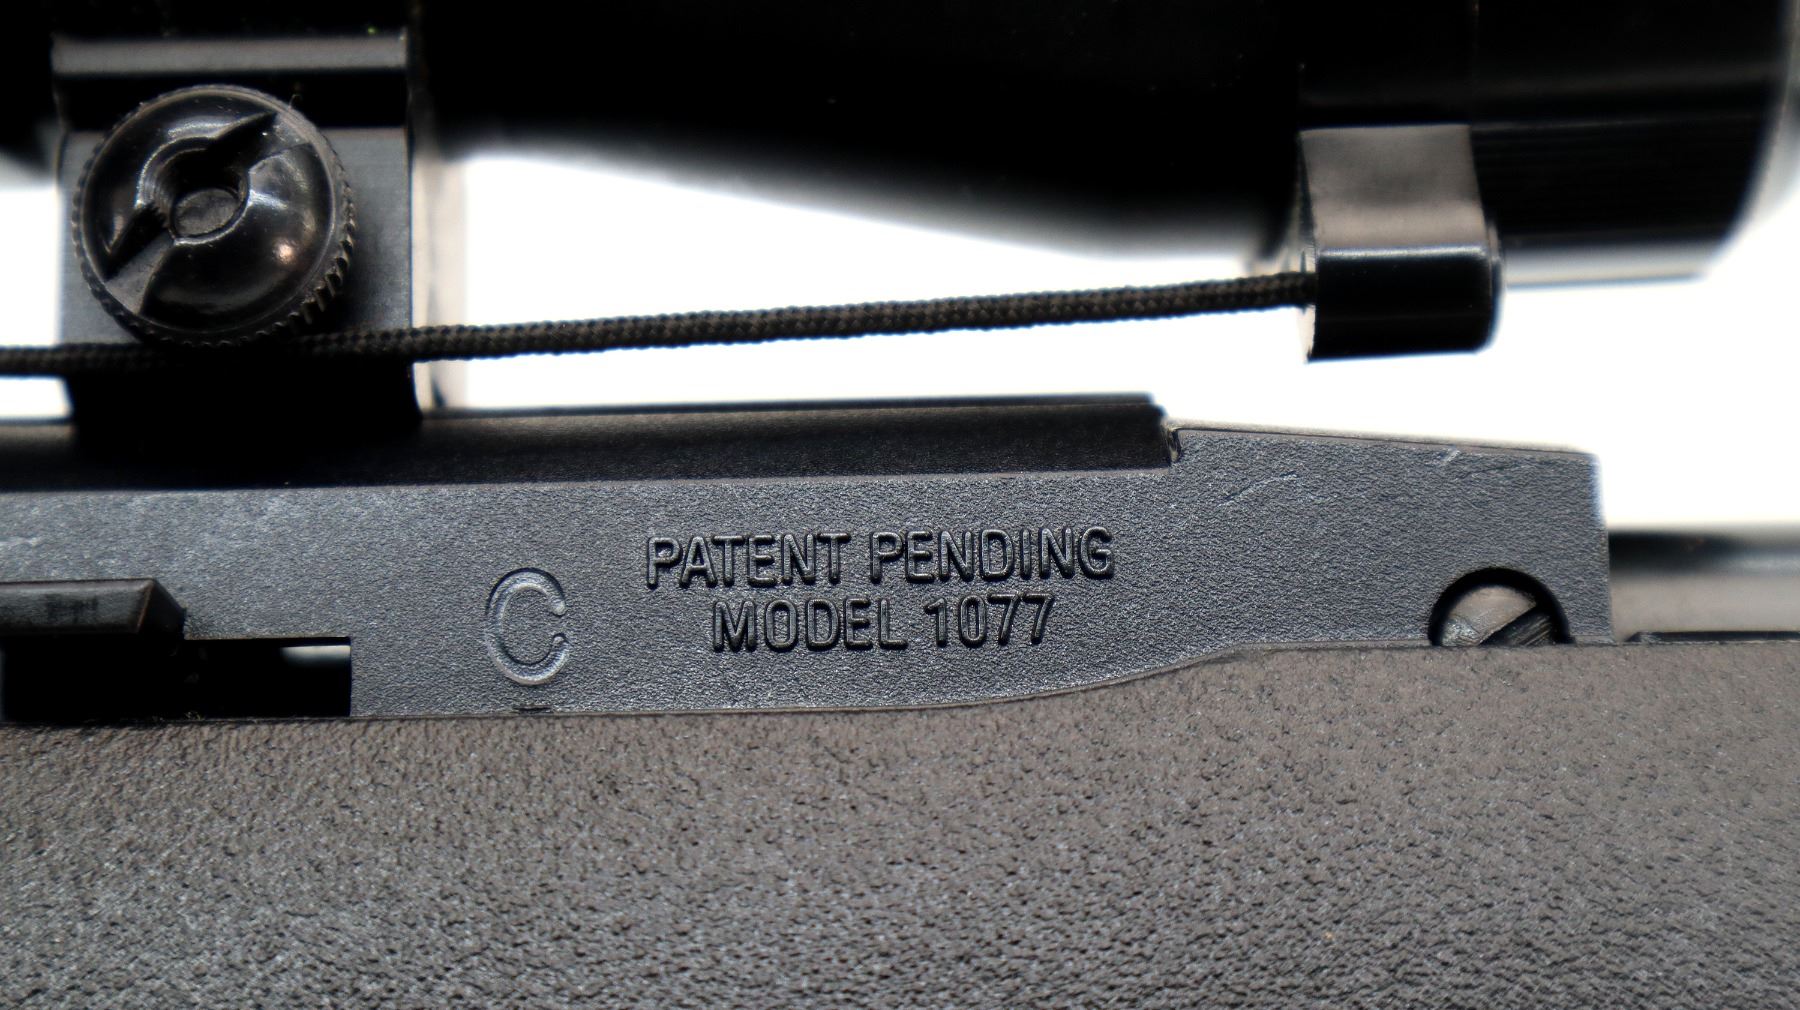 C
PATENT PENDING
MODEL 1077